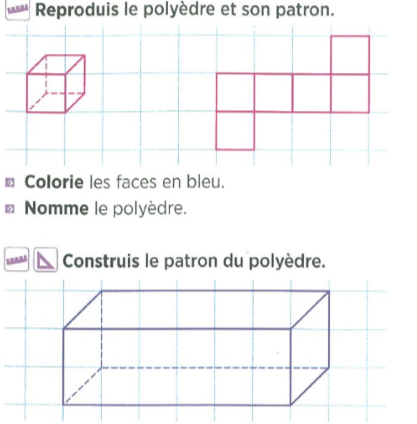 Reproduis le polyèdre et son patron.
Colorie les faces en bleu.
Nomme le polyèdre.
Construis le patron du polyèdre.